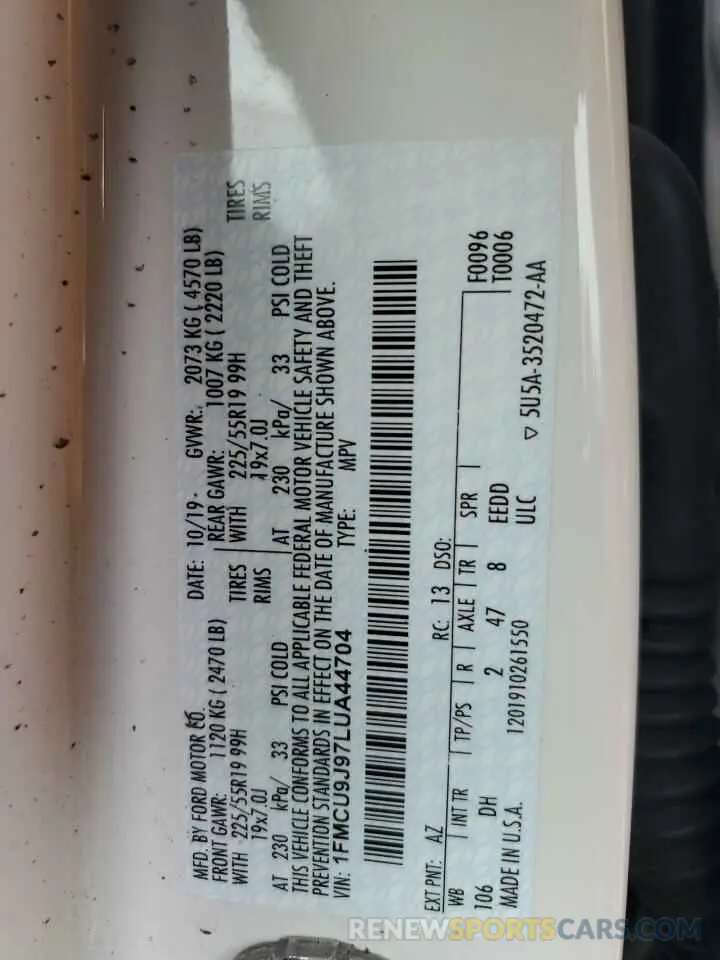 MFD. BY FORD MOTOR CO.
DATE: 10/19 GVWR: 2073 KG ( 4570 LB)
FRONT GAWR: 1120 KG ( 2470 LB)
REAR GAWR: 1007 KG ( 2220 LB)
WITH 225/55R19 99H TIRES
WITH 225/55R19 99H TIRES
19x7.0J RIMS
19x7.0J RIMS
AT 230 kPa/ 33 PSI COLD
AT 230 kPa/ 33 PSI COLD
THIS VEHICLE CONFORMS TO ALL APPLICABLE FEDERAL MOTOR VEHICLE SAFETY AND THEFT
PREVENTION STANDARDS IN EFFECT ON THE DATE OF MANUFACTURE SHOWN ABOVE.
VIN: 1FMCU9J97LUA44704 TYPE: MPV
EXT PNT: AZ RC: 13 DSO:
WB INT TR TP/PS R AXLE TR SPR F0096
106 DH 2 47 8 EEDD T0006
MADE IN U.S.A. 1201910261550 ULC ▽ 5U5A-3520472-AA
RENEWSPORTSCARS.COM